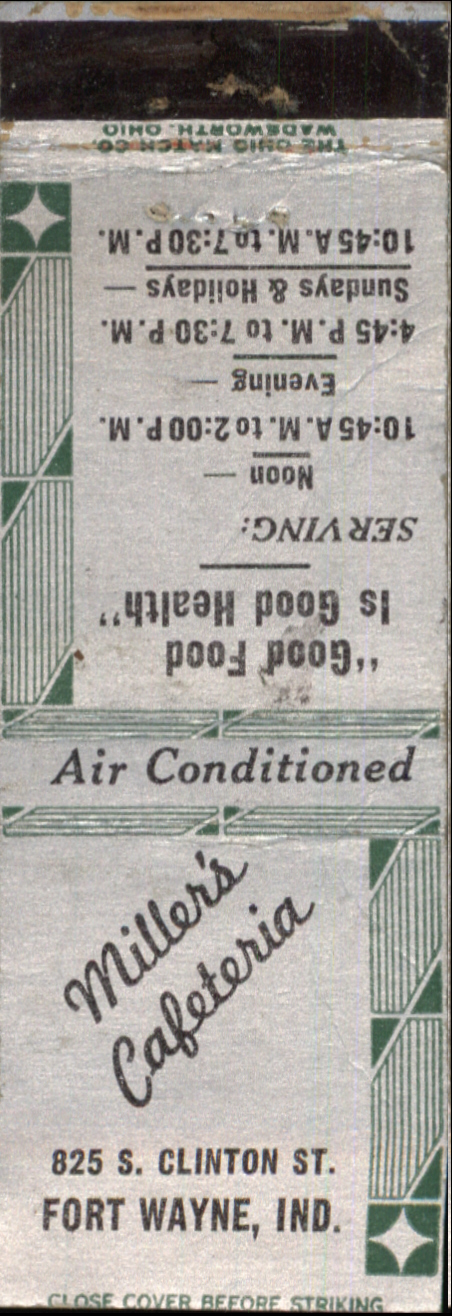 Miller's
Cafeteria
825 S. CLINTON ST.
FORT WAYNE, IND.
CLOSE COVER BEFORE STRIKING
Air Conditioned
"Good Food
Is Good Health"
SERVING:
Noon —
10:45 A.M. to 2:00 P.M.
Evening —
4:45 P.M. to 7:30 P.M.
Sundays & Holidays —
10:45 A.M. to 7:30 P.M.
THE OHIO MATCH CO.
WADSWORTH, OHIO